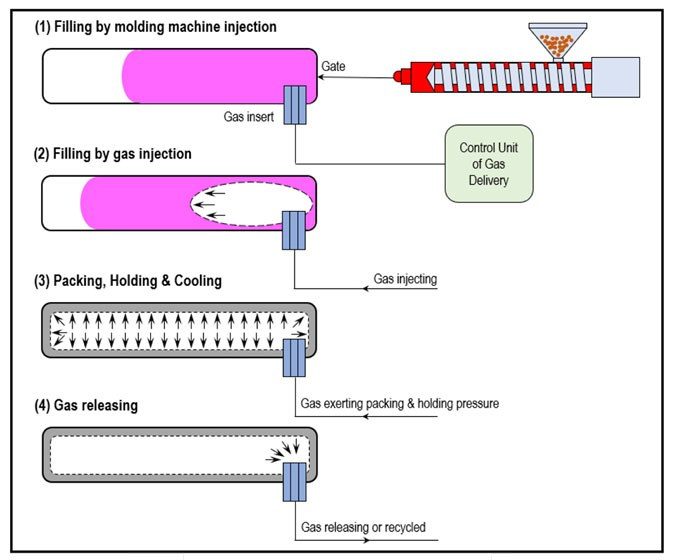 (1) Filling by molding machine injection
Gate
Gas insert
Control Unit
of Gas
Delivery
(2) Filling by gas injection
Gas injecting
(3) Packing, Holding & Cooling
Gas exerting packing & holding pressure
(4) Gas releasing
Gas releasing or recycled